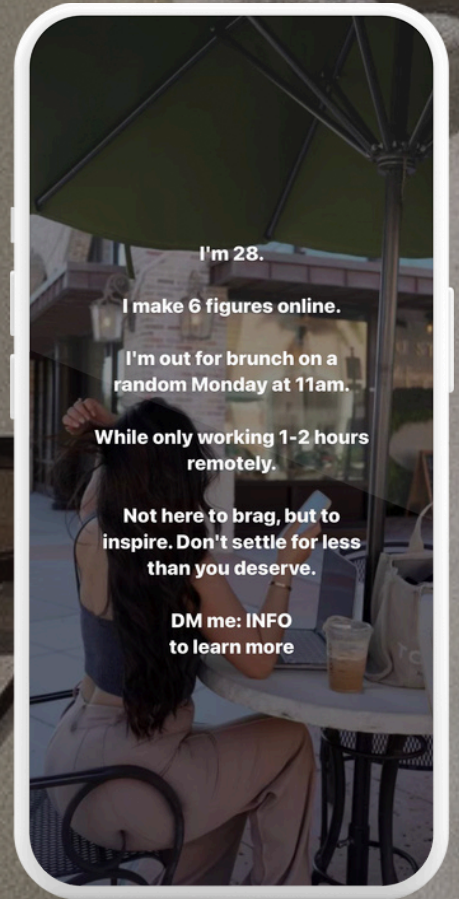 I'm 28.
I make 6 figures online.
I'm out for brunch on a
random Monday at 11am.
While only working 1-2 hours
remotely.
Not here to brag, but to
inspire. Don't settle for less
than you deserve.
DM me: INFO
to learn more